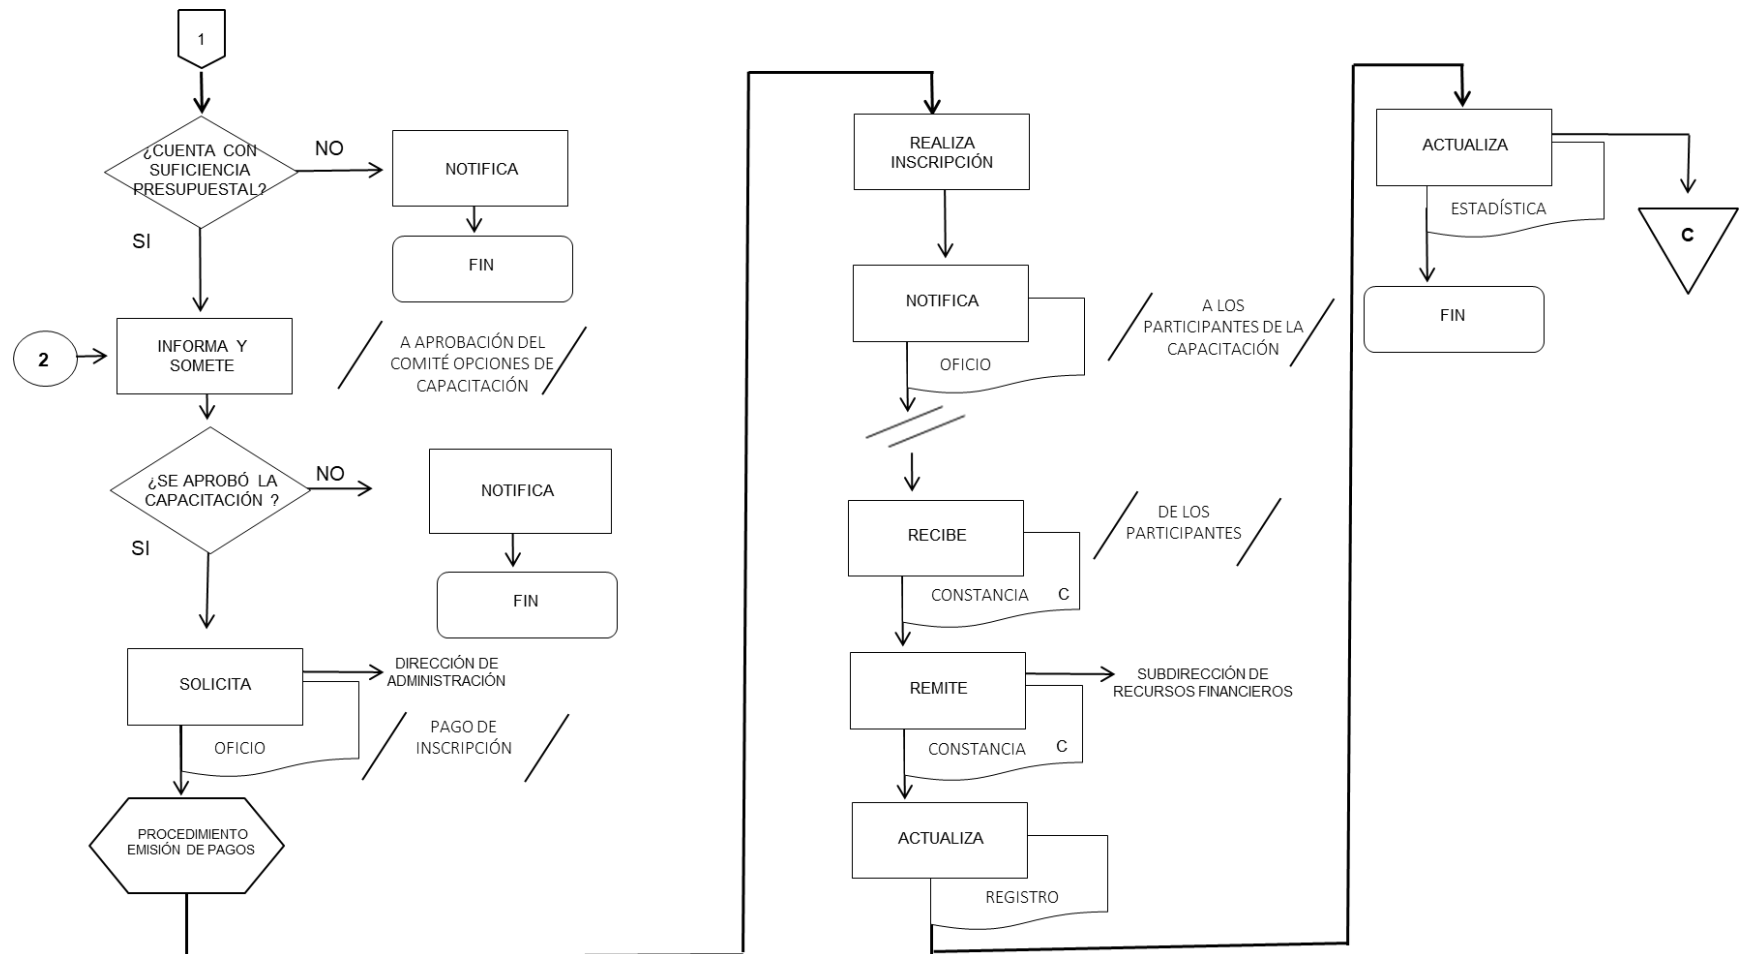 1
¿CUENTA CON
SUFICIENCIA
PRESUPUESTAL?
NO
NOTIFICA
FIN
SI
2
INFORMA Y
SOMETE
A APROBACIÓN DEL
COMITÉ OPCIONES DE
CAPACITACIÓN
¿SE APROBÓ LA
CAPACITACIÓN ?
NO
NOTIFICA
FIN
SI
SOLICITA
OFICIO
DIRECCIÓN DE
ADMINISTRACIÓN
PAGO DE
INSCRIPCIÓN
PROCEDIMIENTO
EMISIÓN DE PAGOS
REALIZA
INSCRIPCIÓN
NOTIFICA
OFICIO
A LOS
PARTICIPANTES DE LA
CAPACITACIÓN
RECIBE
CONSTANCIA C
DE LOS
PARTICIPANTES
REMITE
CONSTANCIA C
SUBDIRECCIÓN DE
RECURSOS FINANCIEROS
ACTUALIZA
REGISTRO
ACTUALIZA
ESTADÍSTICA
C
FIN